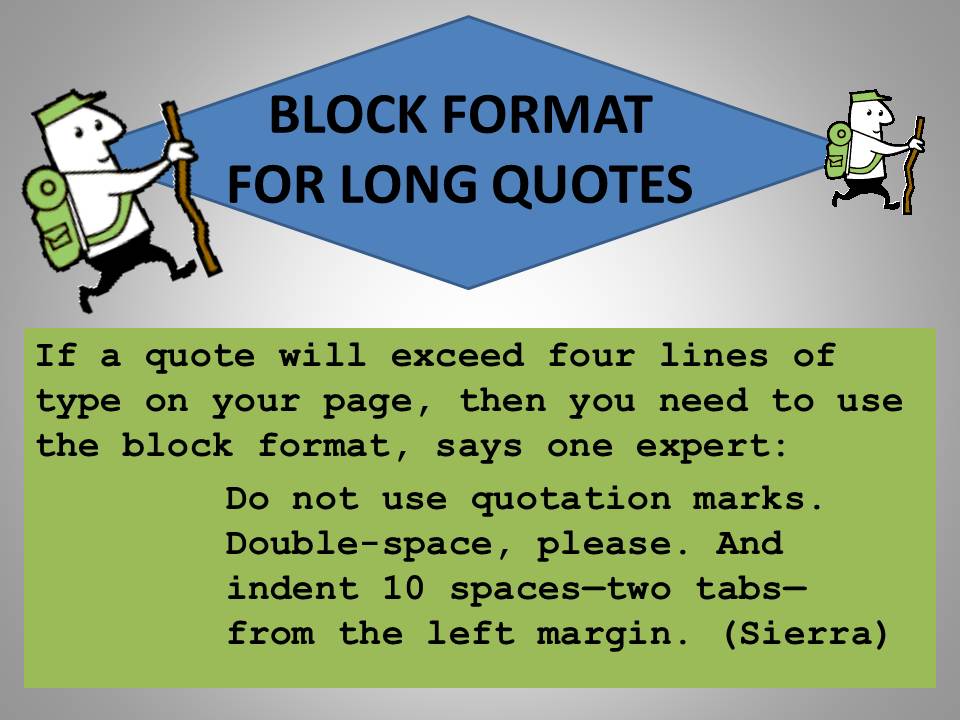 BLOCK FORMAT
FOR LONG QUOTES
If a quote will exceed four lines of
type on your page, then you need to use
the block format, says one expert:
Do not use quotation marks.
Double-space, please. And
indent 10 spaces—two tabs—
from the left margin. (Sierra)